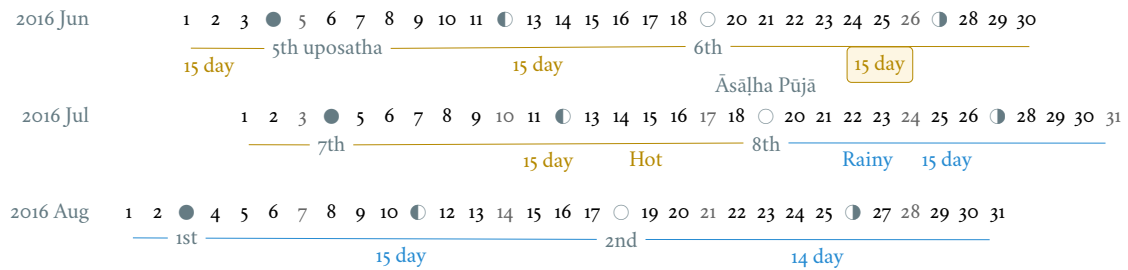 2016 Jun 1 2 3 5 6 7 8 9 10 11 13 14 15 16 17 18 20 21 22 23 24 25 26 28 29 30
5th uposatha 6th
15 day 15 day 15 day
Āsāḷha Pūjā
2016 Jul 1 2 3 5 6 7 8 9 10 11 13 14 15 16 17 18 20 21 22 23 24 25 26 28 29 30 31
7th 8th
15 day Hot Rainy 15 day
2016 Aug 1 2 4 5 6 7 8 9 10 12 13 14 15 16 17 19 20 21 22 23 24 25 27 28 29 30 31
1st 2nd
15 day 14 day